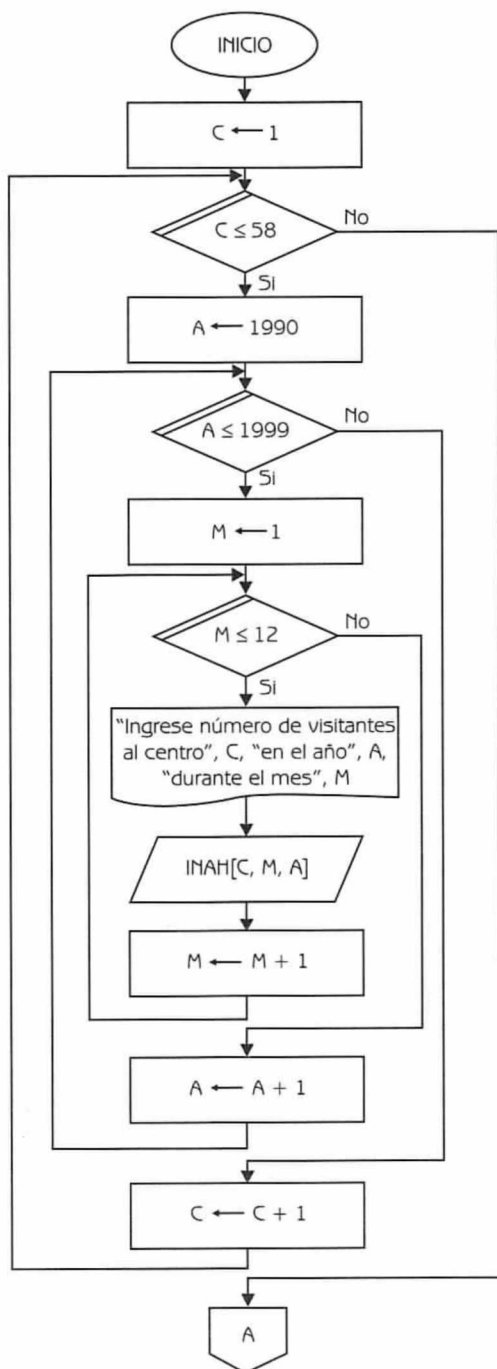 INICIO
C ← 1
C ≤ 58
No
Si
A ← 1990
A ≤ 1999
No
Si
M ← 1
M ≤ 12
No
Si
“Ingrese número de visitantes
al centro”, C, “en el año”, A,
“durante el mes”, M
INAH[C, M, A]
M ← M + 1
A ← A + 1
C ← C + 1
A